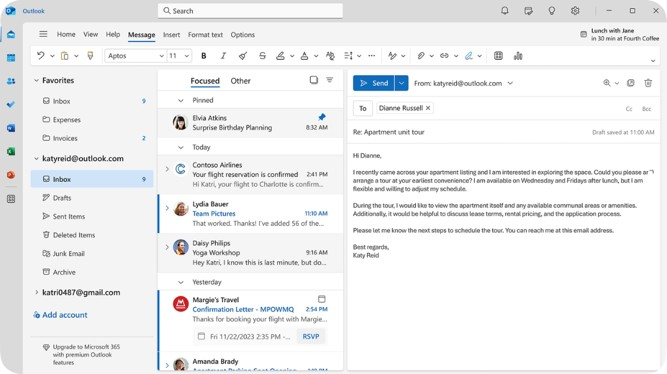 Outlook
Search
Lunch with Jane
in 30 min at Fourth Coffee
Home View Help Message Insert Format text Options
Aptos 11 B I U
Favorites
Inbox 9
Expenses
Invoices 2
katyreid@outlook.com
Inbox 9
Drafts
Sent Items
Deleted Items
Junk Email
Archive
katri0487@gmail.com
Add account
Upgrade to Microsoft 365
with premium Outlook
features
Focused Other
Pinned
Elvia Atkins
Surprise Birthday Planning 8:32 AM
Today
Contoso Airlines
Your flight reservation is confirmed 2:41 PM
Hi Katri, your flight to Charlotte is confirm...
Lydia Bauer
Team Pictures 11:10 AM
That worked. Thanks! I've added 56 of the...
Daisy Philips
Yoga Workshop 9:16 AM
Hey Katri, I know this is last minute, but do...
Yesterday
Margie's Travel
Confirmation Letter - MPOWMQ 2:54 PM
Thanks for booking your flight with Margie...
Fri 11/22/2023 2:35 PM -... RSVP
Amanda Brady
Send From: katyreid@outlook.com
To Dianne Russell Cc Bcc
Re: Apartment unit tour Draft saved at 11:00 AM
Hi Dianne,
I recently came across your apartment listing and I am interested in exploring the space. Could you please ar
arrange a tour at your earliest convenience? I am available on Wednesday and Fridays after lunch, but I am
flexible and willing to adjust my schedule.
During the tour, I would like to view the apartment itself and any available communal areas or amenities.
Additionally, it would be helpful to discuss lease terms, rental pricing, and the application process.
Please let me know the next steps to schedule the tour. You can reach me at this email address.
Best regards,
Katy Reid